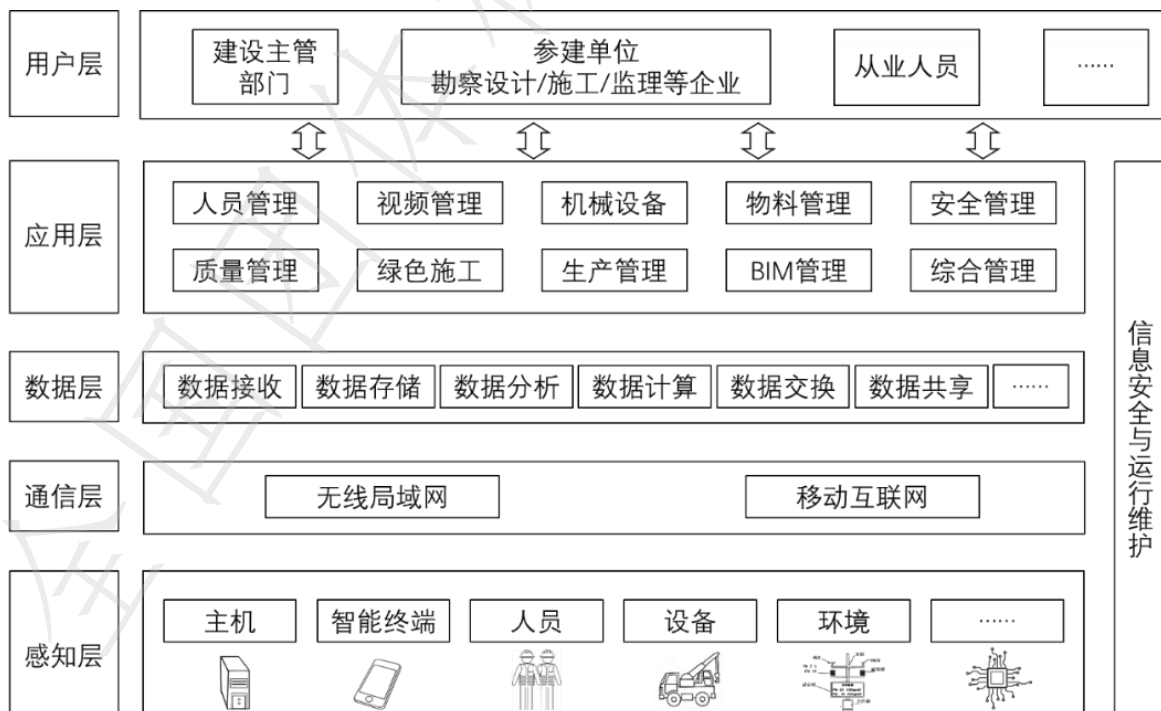 用户层
建设主管
部门
参建单位
勘察设计/施工/监理等企业
从业人员
……
应用层
人员管理
视频管理
机械设备
物料管理
安全管理
质量管理
绿色施工
生产管理
BIM管理
综合管理
数据层
数据接收
数据存储
数据分析
数据计算
数据交换
数据共享
……
通信层
无线局域网
移动互联网
感知层
主机
智能终端
人员
设备
环境
……
信息安全与运行维护
全国团体